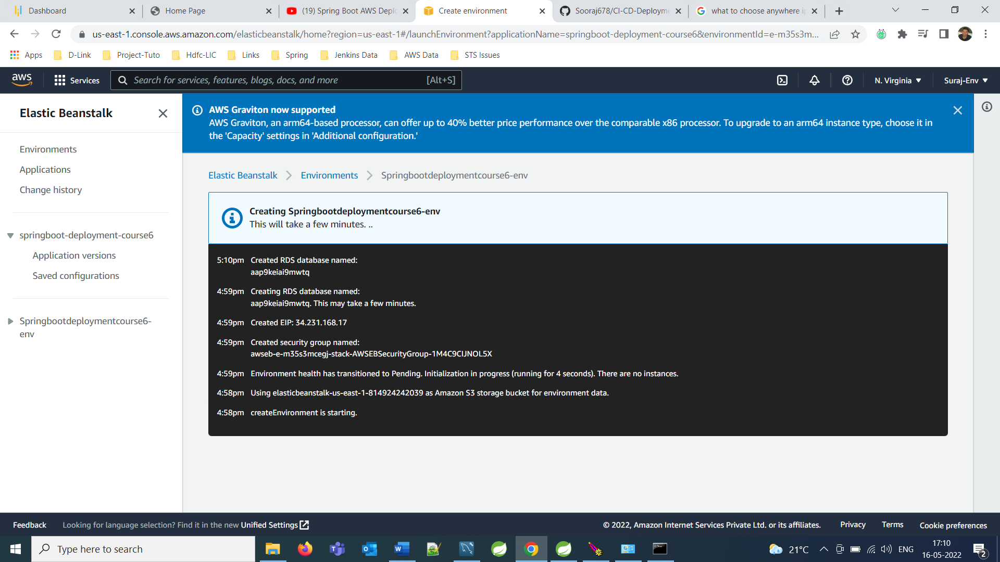 Dashboard
Home Page
(19) Spring Boot AWS Depl
Create environment
Sooraj678/CI-CD-Deployme
what to choose anywhere ip
us-east-1.console.aws.amazon.com/elasticbeanstalk/home?region=us-east-1#/launchEnvironment?applicationName=springboot-deployment-course6&environmentId=e-m35s3m...
Apps
D-Link
Project-Tuto
Hdfc-LIC
Links
Spring
Jenkins Data
AWS Data
STS Issues
aws
Services
Search for services, features, blogs, docs, and more
[Alt+S]
N. Virginia
Suraj-Env
Elastic Beanstalk
Environments
Applications
Change history
springboot-deployment-course6
Application versions
Saved configurations
Springbootdeploymentcourse6-
env
AWS Graviton now supported
AWS Graviton, an arm64-based processor, can offer up to 40% better price performance over the comparable x86 processor. To upgrade to an arm64 instance type, choose it in
the 'Capacity' settings in 'Additional configuration.'
Elastic Beanstalk
Environments
Springbootdeploymentcourse6-env
Creating Springbootdeploymentcourse6-env
This will take a few minutes. ..
5:10pm Created RDS database named:
aap9keiai9mwtq
4:59pm Creating RDS database named:
aap9keiai9mwtq. This may take a few minutes.
4:59pm Created EIP: 34.231.168.17
4:59pm Created security group named:
awseb-e-m35s3mcegj-stack-AWSEBSecurityGroup-1M4C9CIJNOL5X
4:59pm Environment health has transitioned to Pending. Initialization in progress (running for 4 seconds). There are no instances.
4:58pm Using elasticbeanstalk-us-east-1-814924242039 as Amazon S3 storage bucket for environment data.
4:58pm createEnvironment is starting.
Feedback
Looking for language selection? Find it in the new Unified Settings
© 2022, Amazon Internet Services Private Ltd. or its affiliates.
Privacy
Terms
Cookie preferences
Type here to search
21°C
ENG
17:10
16-05-2022
2